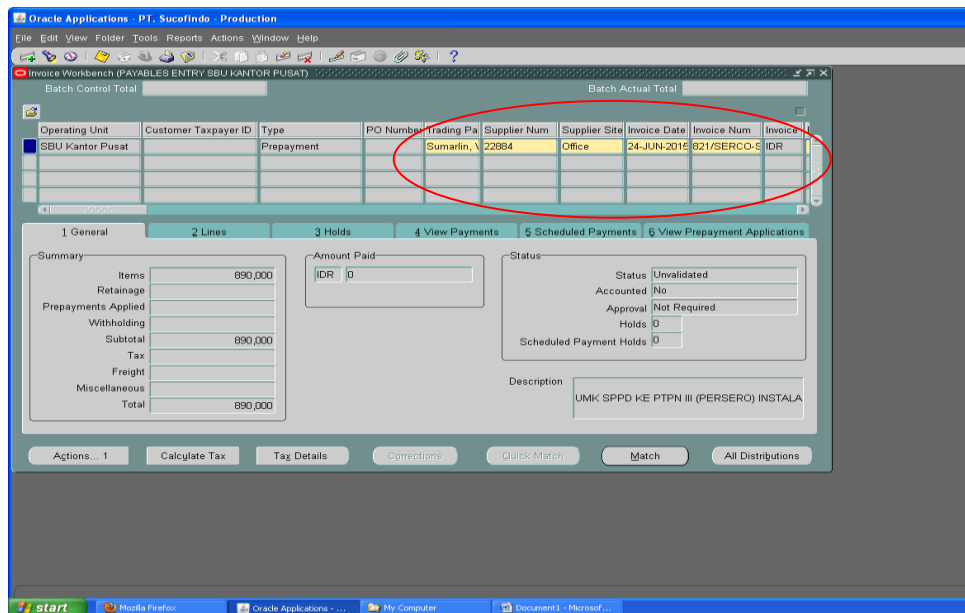 Oracle Applications - PT. Sucofindo - Production
File Edit View Folder Tools Reports Actions Window Help
Invoice Workbench (PAYABLES ENTRY SBU KANTOR PUSAT)
Batch Control Total Batch Actual Total
Operating Unit Customer Taxpayer ID Type PO Number Trading Pa Supplier Num Supplier Site Invoice Date Invoice Num Invoice
SBU Kantor Pusat Prepayment Sumarlin, 22884 Office 24-JUN-2015 821/SERCO-S IDR
1 General 2 Lines 3 Holds 4 View Payments 5 Scheduled Payments 6 View Prepayment Applications
Summary Amount Paid Status
Items 890,000 IDR 0 Status Unvalidated
Retainage Accounted No
Prepayments Applied Approval Not Required
Withholding Holds 0
Subtotal 890,000 Scheduled Payment Holds 0
Tax
Freight
Miscellaneous Description
Total 890,000 UMK SPPD KE PTPN III (PERSERO) INSTALA
Actions... 1 Calculate Tax Tax Details Corrections Quick Match Match All Distributions
start Mozilla Firefox Oracle Applications - ... My Computer Document1 - Microsof...